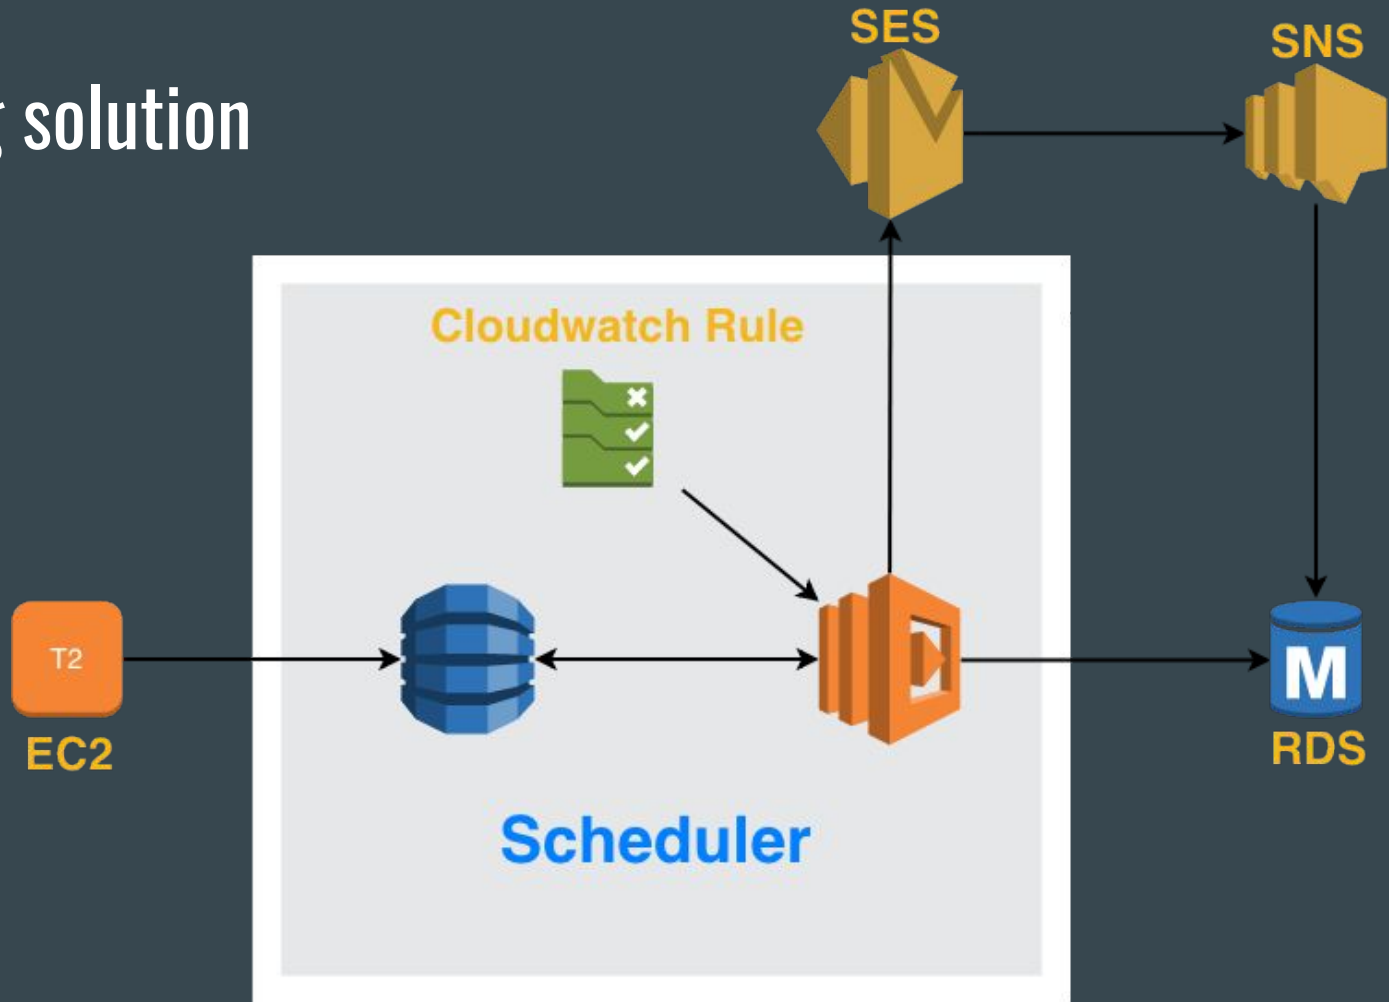 solution
SES
SNS
Cloudwatch Rule
T2
EC2
M
RDS
Scheduler